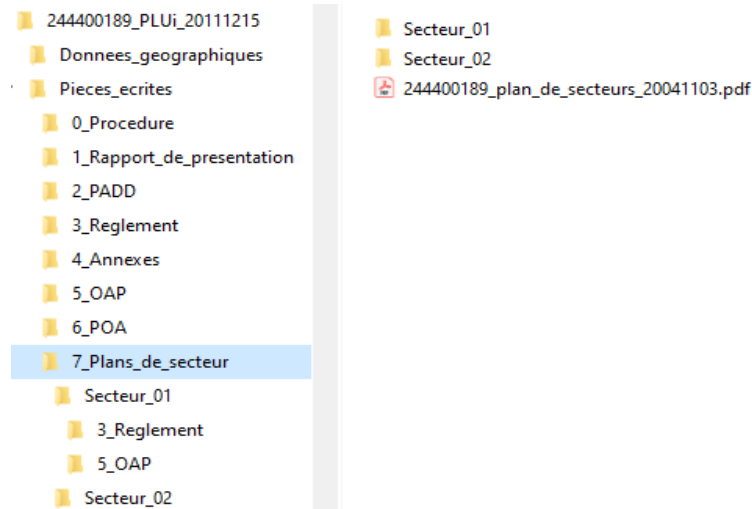 244400189_PLUi_20111215
Donnees_geographiques
Pieces_ecrites
0_Procedure
1_Rapport_de_presentation
2_PADD
3_Reglement
4_Annexes
5_OAP
6_POA
7_Plans_de_secteur
Secteur_01
3_Reglement
5_OAP
Secteur_02
Secteur_01
Secteur_02
244400189_plan_de_secteurs_20041103.pdf